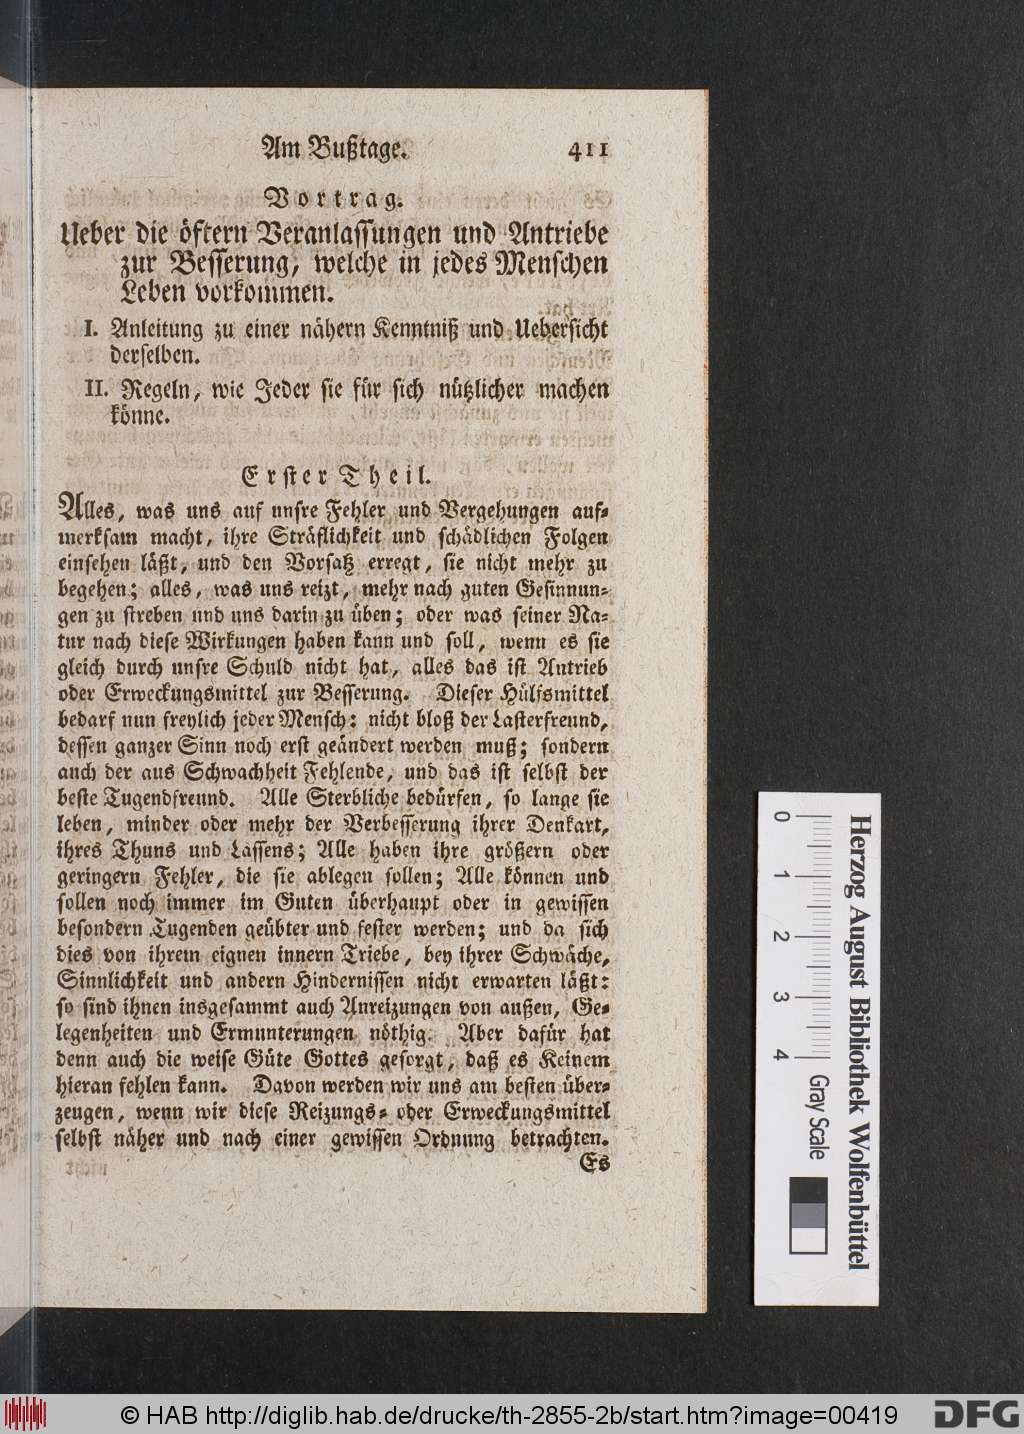 Am Bußtage. 411
Vortrag.
Ueber die öftern Veranlassungen und Antriebe
zur Besserung, welche in jedes Menschen
Leben vorkommen.
I. Anleitung zu einer nähern Kenntniß und Uebersicht
derselben.
II. Regeln, wie Jeder sie für sich nützlicher machen
könne.
Erster Theil.
Alles, was uns auf unsre Fehler und Vergehungen auf-
merksam macht, ihre Sträflichkeit und schädlichen Folgen
einsehen läßt, und den Vorsatz erregt, sie nicht mehr zu
begehen; alles, was uns reizt, mehr nach guten Gesinnun-
gen zu streben und uns darin zu üben; oder was seiner Na-
tur nach diese Wirkungen haben kann und soll, wenn es sie
gleich durch unsre Schuld nicht hat, alles das ist Antrieb
oder Erweckungsmittel zur Besserung. Dieser Hülfsmittel
bedarf nun freylich jeder Mensch: nicht bloß der Lasterfreund,
dessen ganzer Sinn noch erst geändert werden muß; sondern
auch der aus Schwachheit Fehlende, und das ist selbst der
beste Tugendfreund. Alle Sterbliche bedürfen, so lange sie
leben, minder oder mehr der Verbesserung ihrer Denkart,
ihres Thuns und Lassens; Alle haben ihre größern oder
geringern Fehler, die sie ablegen sollen; Alle können und
sollen noch immer im Guten überhaupt oder in gewissen
besondern Tugenden geübter und fester werden; und da sich
dies von ihrem eignen innern Triebe, bey ihrer Schwäche,
Sinnlichkeit und andern Hindernissen nicht erwarten läßt:
so sind ihnen insgesammt auch Anreizungen von außen, Ge-
legenheiten und Ermunterungen nöthig. Aber dafür hat
denn auch die weise Güte Gottes gesorgt, daß es Keinem
hieran fehlen kann. Davon werden wir uns am besten über-
zeugen, wenn wir diese Reizungs- oder Erweckungsmittel
selbst näher und nach einer gewissen Ordnung betrachten.
Es
0 1 2 3 4
Gray Scale
Herzog August Bibliothek Wolfenbüttel
© HAB http://diglib.hab.de/drucke/th-2855-2b/start.htm?image=00419
DFG